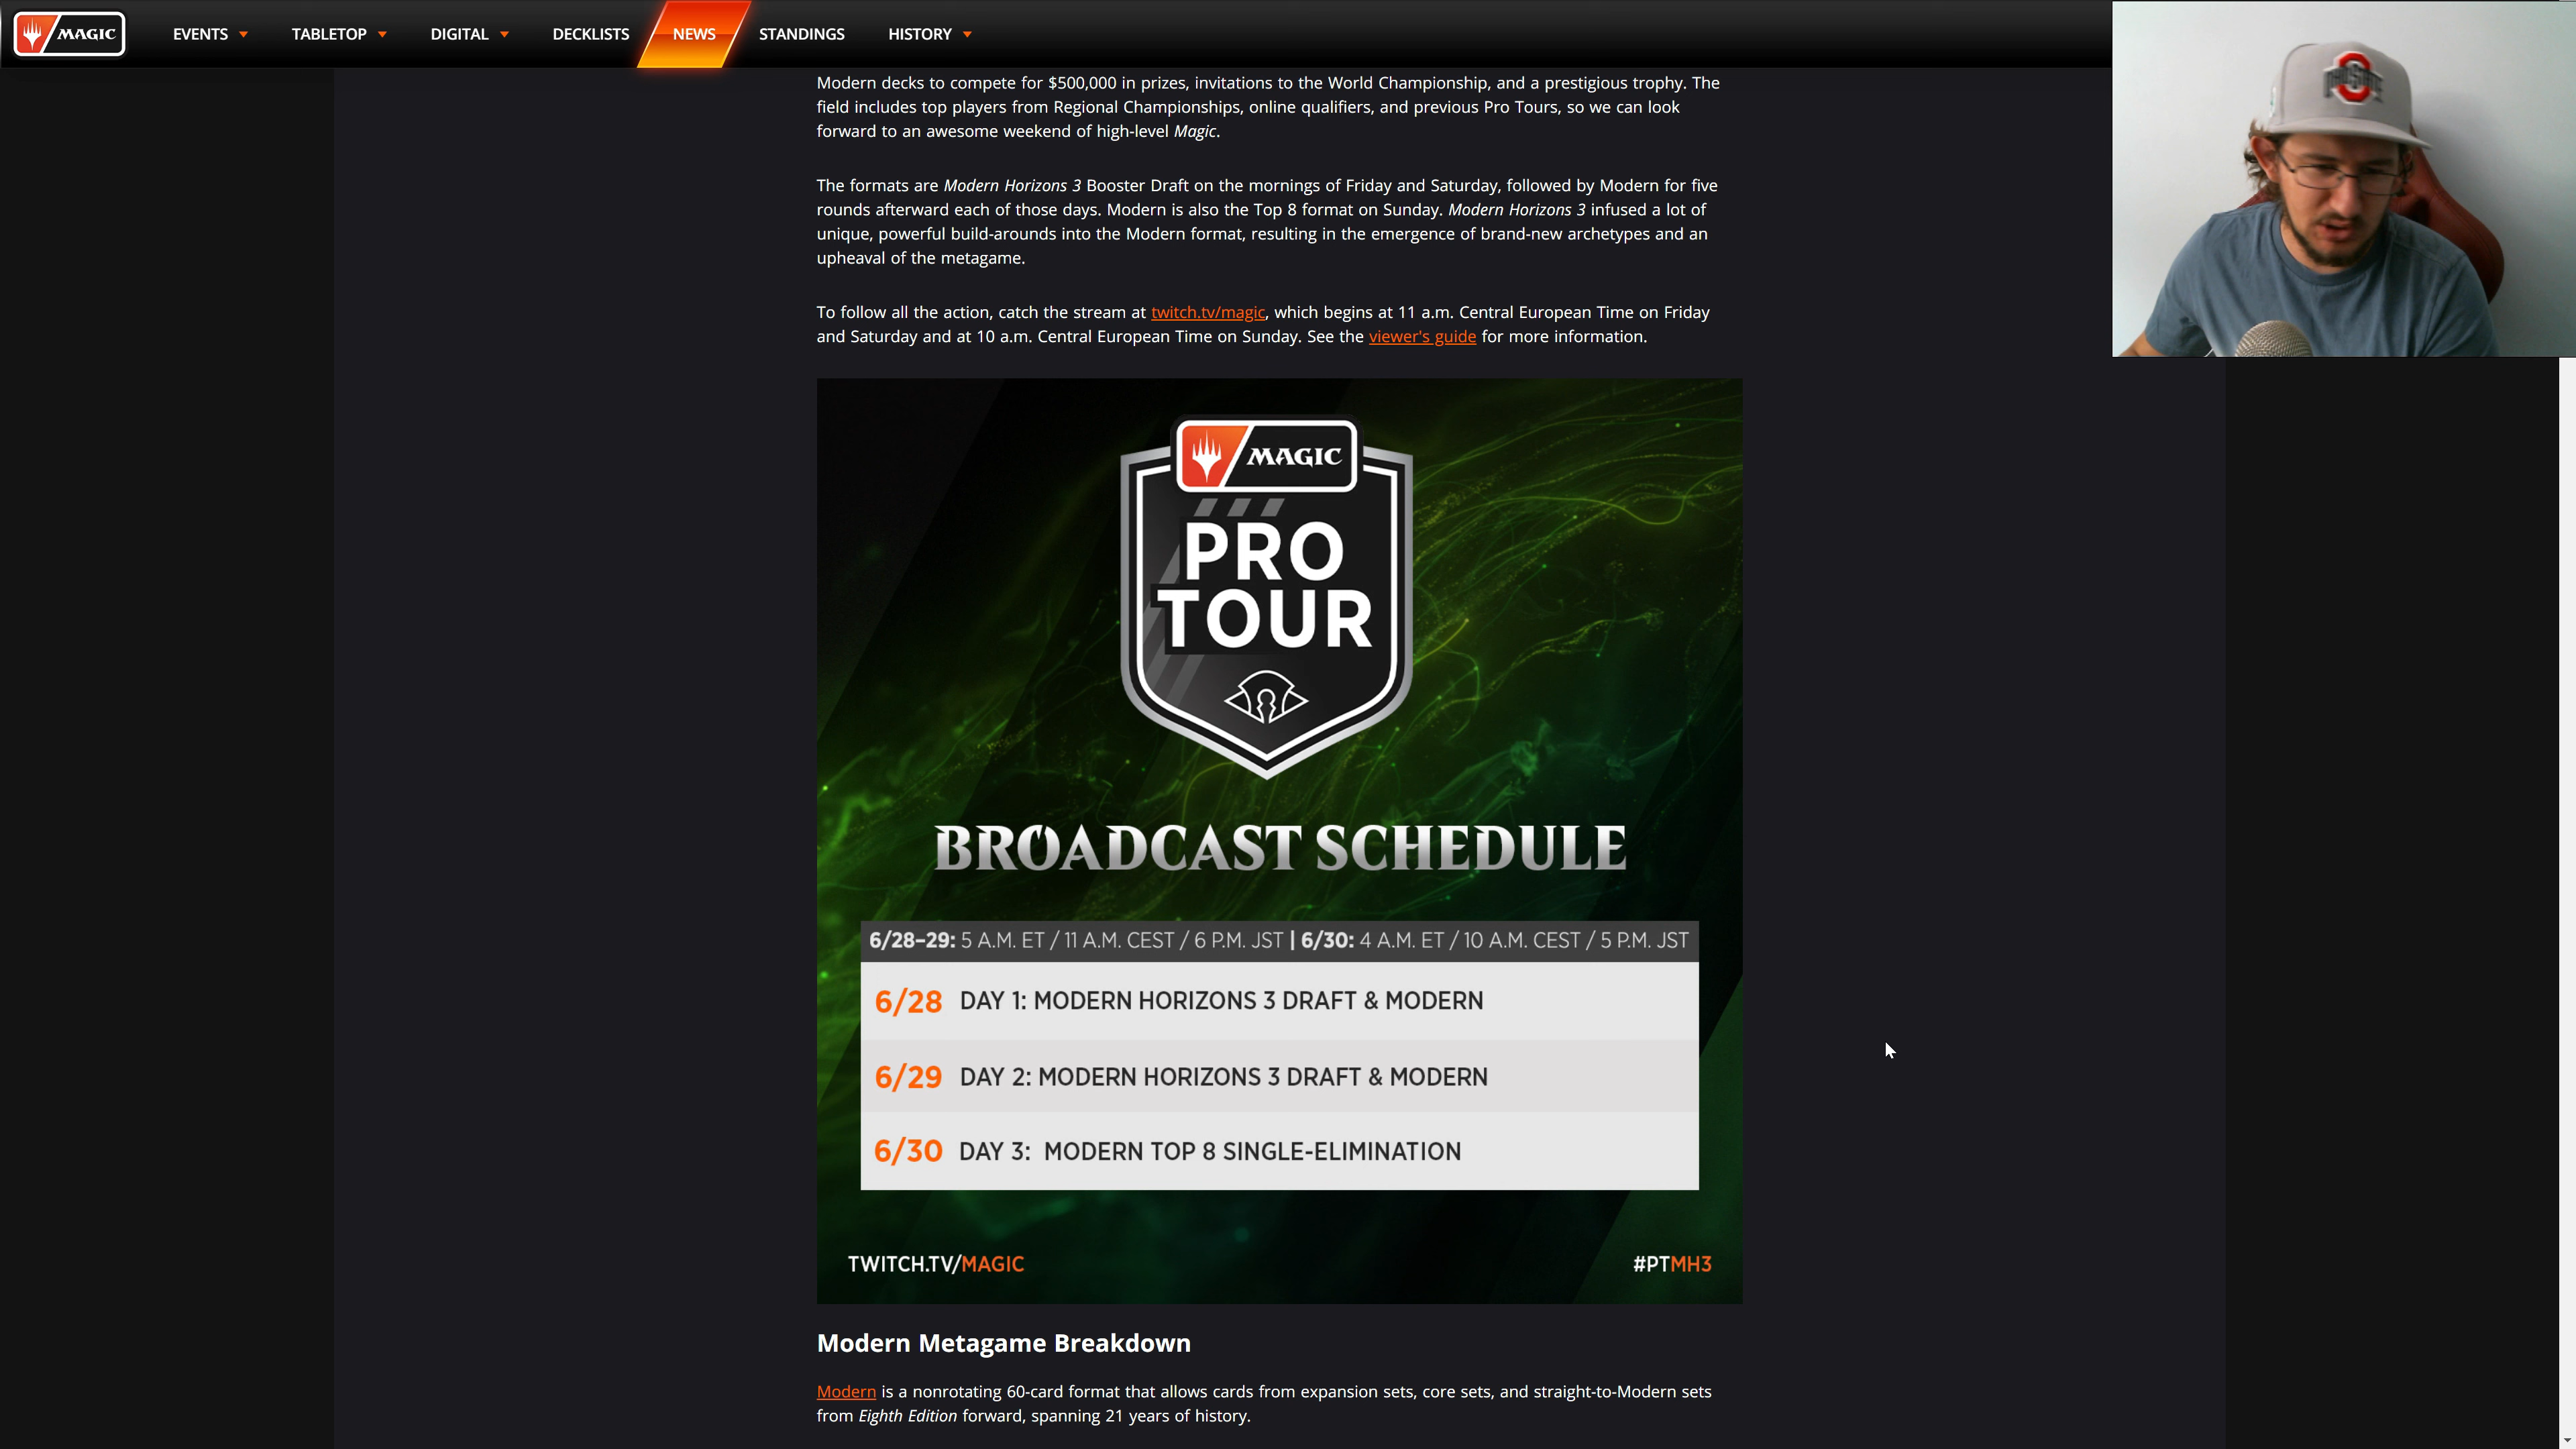 MAGIC
EVENTS
TABLETOP
DIGITAL
DECKLISTS
NEWS
STANDINGS
HISTORY
Modern decks to compete for $500,000 in prizes, invitations to the World Championship, and a prestigious trophy. The
field includes top players from Regional Championships, online qualifiers, and previous Pro Tours, so we can look
forward to an awesome weekend of high-level Magic.
The formats are Modern Horizons 3 Booster Draft on the mornings of Friday and Saturday, followed by Modern for five
rounds afterward each of those days. Modern is also the Top 8 format on Sunday. Modern Horizons 3 infused a lot of
unique, powerful build-arounds into the Modern format, resulting in the emergence of brand-new archetypes and an
upheaval of the metagame.
To follow all the action, catch the stream at twitch.tv/magic, which begins at 11 a.m. Central European Time on Friday
and Saturday and at 10 a.m. Central European Time on Sunday. See the viewer's guide for more information.
MAGIC
PRO
TOUR
BROADCAST SCHEDULE
6/28–29: 5 A.M. ET / 11 A.M. CEST / 6 P.M. JST | 6/30: 4 A.M. ET / 10 A.M. CEST / 5 P.M. JST
6/28 DAY 1: MODERN HORIZONS 3 DRAFT & MODERN
6/29 DAY 2: MODERN HORIZONS 3 DRAFT & MODERN
6/30 DAY 3: MODERN TOP 8 SINGLE-ELIMINATION
TWITCH.TV/MAGIC
#PTMH3
Modern Metagame Breakdown
Modern is a nonrotating 60-card format that allows cards from expansion sets, core sets, and straight-to-Modern sets
from Eighth Edition forward, spanning 21 years of history.